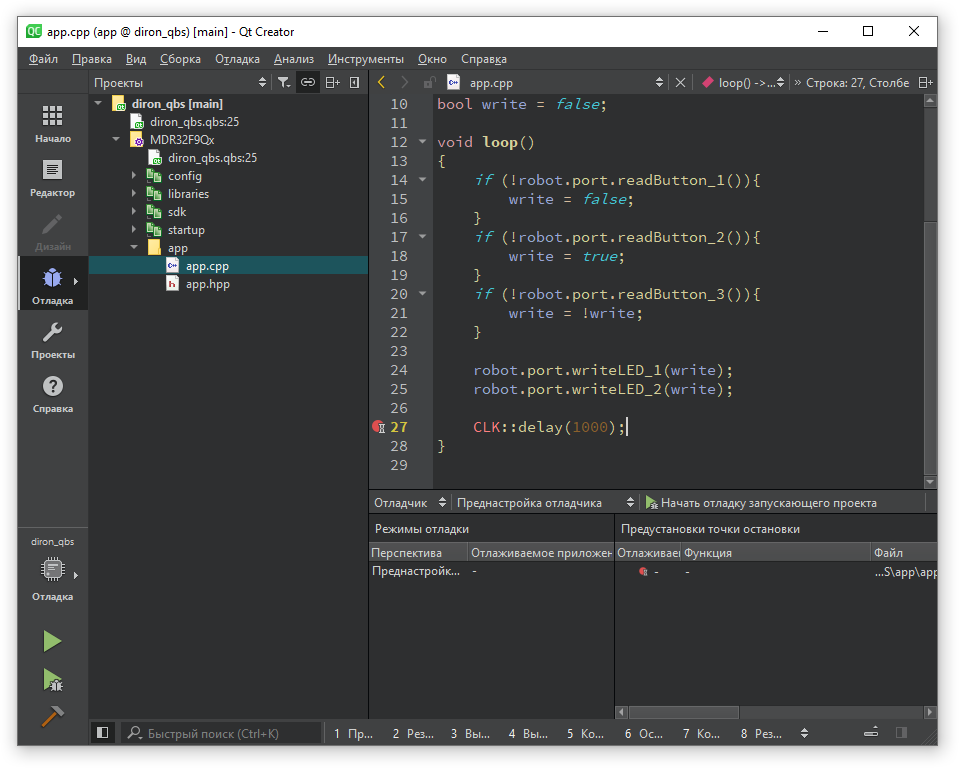 app.cpp (app @ diron_qbs) [main] - Qt Creator
Файл Правка Вид Сборка Отладка Анализ Инструменты Окно Справка
Проекты
app.cpp
loop() ->...
» Строка: 27, Столбе
Начало
Редактор
Дизайн
Отладка
Проекты
Справка
diron_qbs
Отладка
diron_qbs [main]
diron_qbs.qbs:25
MDR32F9Qx
diron_qbs.qbs:25
config
libraries
sdk
startup
app
app.cpp
app.hpp
10 bool write = false;
11
12 void loop()
13 {
14 if (!robot.port.readButton_1()){
15 write = false;
16 }
17 if (!robot.port.readButton_2()){
18 write = true;
19 }
20 if (!robot.port.readButton_3()){
21 write = !write;
22 }
23
24 robot.port.writeLED_1(write);
25 robot.port.writeLED_2(write);
26
27 CLK::delay(1000);
28 }
29
Отладчик Преднастройка отладчика Начать отладку запускающего проекта
Режимы отладки
Перспектива Отлаживаемое приложен
Преднастройк... -
Предустановки точки остановки
Отлаживаеı Функция Файл
- - ...S\app\app
Быстрый поиск (Ctrl+K)
1 Пр... 2 Рез... 3 Вы... 4 Вы... 5 Ко... 6 Ос... 7 Ко... 8 Рез...